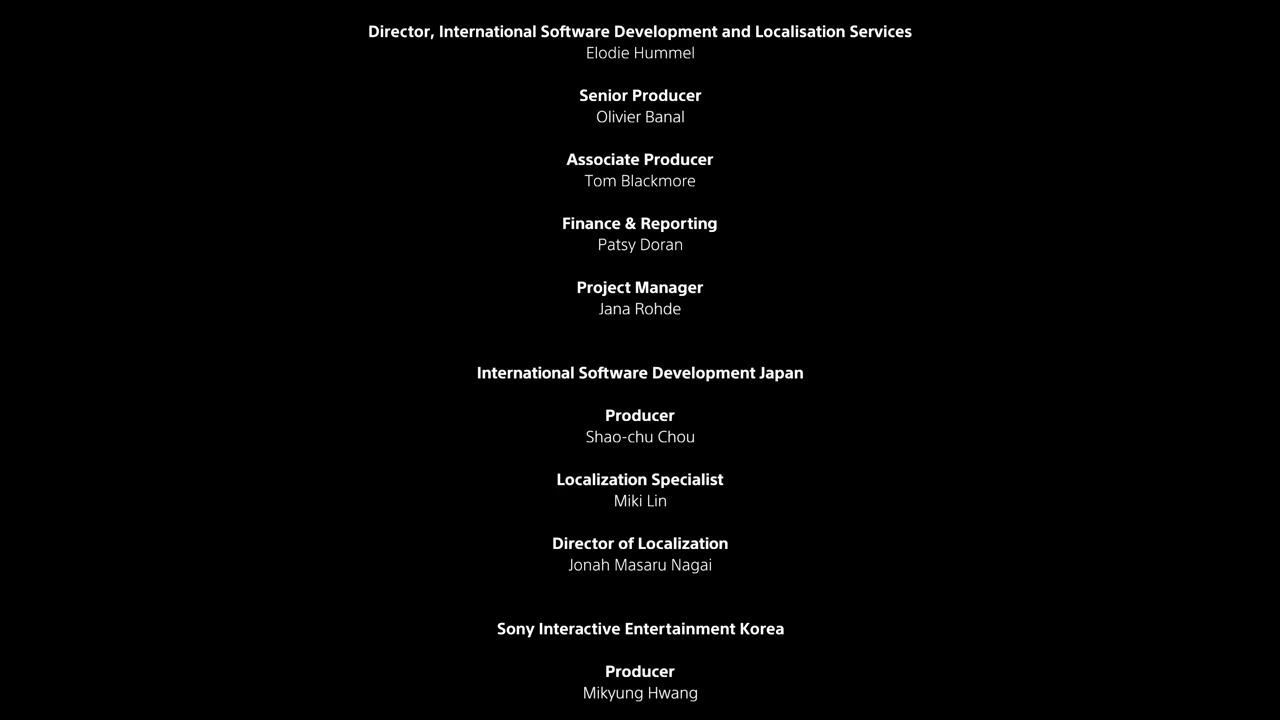 Director, International Software Development and Localisation Services
Elodie Hummel
Senior Producer
Olivier Banal
Associate Producer
Tom Blackmore
Finance & Reporting
Patsy Doran
Project Manager
Jana Rohde
International Software Development Japan
Producer
Shao-chu Chou
Localization Specialist
Miki Lin
Director of Localization
Jonah Masaru Nagai
Sony Interactive Entertainment Korea
Producer
Mikyung Hwang